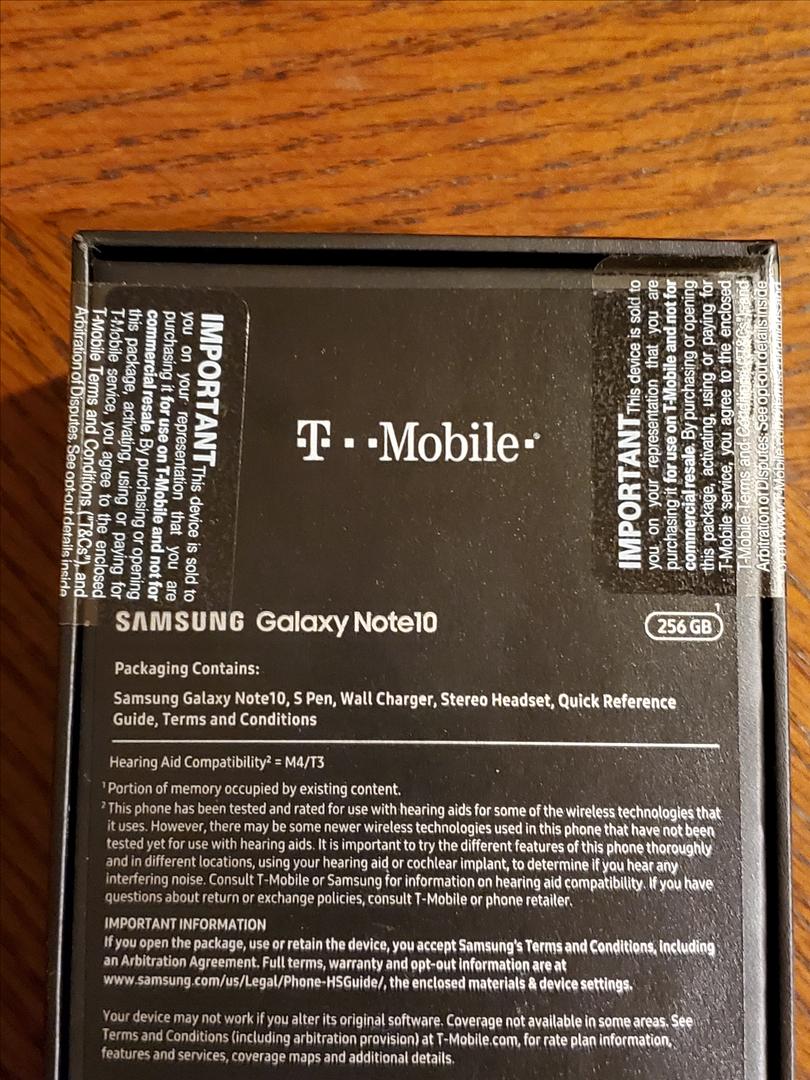 IMPORTANT This device is sold to
you on your representation that you are
purchasing it for use on T-Mobile and not for
commercial resale. By purchasing or opening
this package, activating, using or paying for
T-Mobile service, you agree to the enclosed
T-Mobile Terms and Conditions ("T&Cs"), and
Arbitration of Disputes. See opt-out details inside
T··Mobile·®
IMPORTANT This device is sold to
you on your representation that you are
purchasing it for use on T-Mobile and not for
commercial resale. By purchasing or opening
this package, activating, using or paying for
T-Mobile service, you agree to the enclosed
T-Mobile Terms and Conditions ("T&Cs"), and
Arbitration of Disputes. See opt-out details inside
SAMSUNG Galaxy Note10
256 GB¹
Packaging Contains:
Samsung Galaxy Note10, S Pen, Wall Charger, Stereo Headset, Quick Reference
Guide, Terms and Conditions
Hearing Aid Compatibility² = M4/T3
¹ Portion of memory occupied by existing content.
² This phone has been tested and rated for use with hearing aids for some of the wireless technologies that
it uses. However, there may be some newer wireless technologies used in this phone that have not been
tested yet for use with hearing aids. It is important to try the different features of this phone thoroughly
and in different locations, using your hearing aid or cochlear implant, to determine if you hear any
interfering noise. Consult T-Mobile or Samsung for information on hearing aid compatibility. If you have
questions about return or exchange policies, consult T-Mobile or phone retailer.
IMPORTANT INFORMATION
If you open the package, use or retain the device, you accept Samsung's Terms and Conditions, including
an Arbitration Agreement. Full terms, warranty and opt-out information are at
www.samsung.com/us/Legal/Phone-HSGuide/, the enclosed materials & device settings.
Your device may not work if you alter its original software. Coverage not available in some areas. See
Terms and Conditions (including arbitration provision) at T-Mobile.com, for rate plan information,
features and services, coverage maps and additional details.